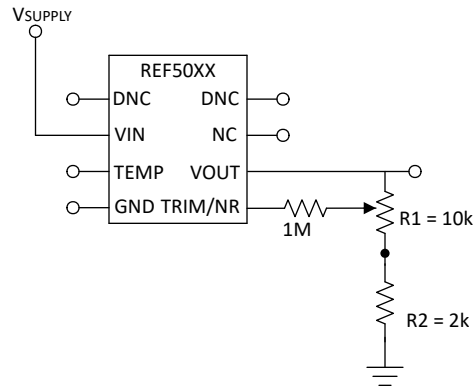 VSUPPLY
REF50XX
DNC DNC
VIN NC
TEMP VOUT
GND TRIM/NR
1M
R1 = 10k
R2 = 2k